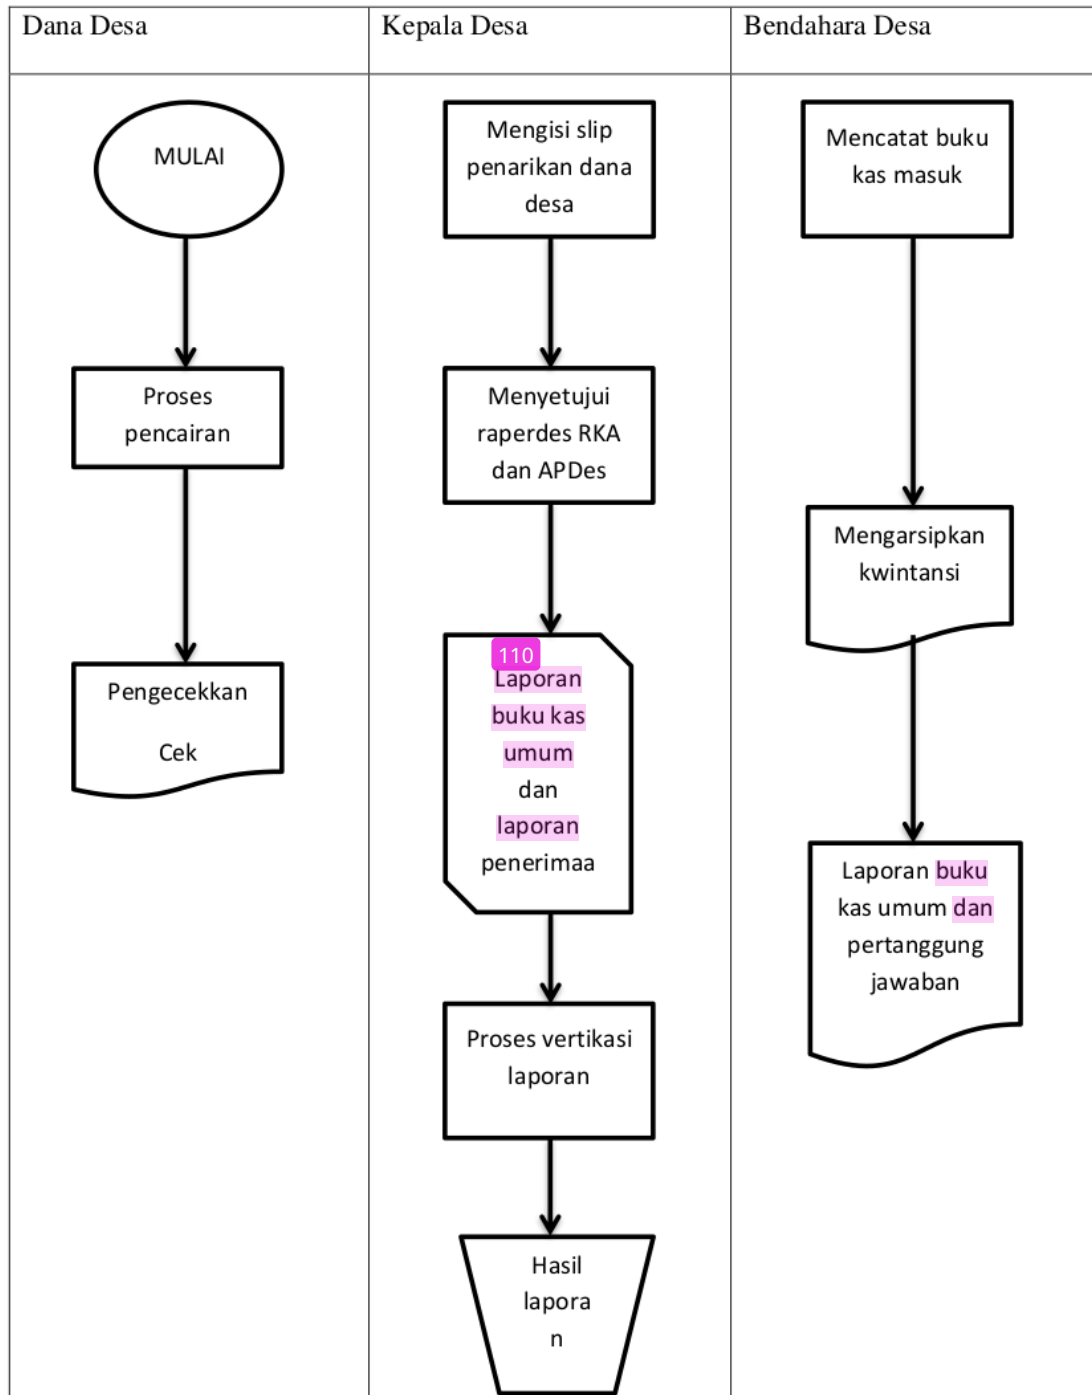 Dana Desa
Kepala Desa
Bendahara Desa
MULAI
Proses
pencairan
Pengecekkan
Cek
Mengisi slip
penarikan dana
desa
Menyetujui
raperdes RKA
dan APDes
110
Laporan
buku kas
umum
dan
laporan
penerimaa
Proses vertikasi
laporan
Hasil
lapora
n
Mencatat buku
kas masuk
Mengarsipkan
kwintansi
Laporan buku
kas umum dan
pertanggung
jawaban